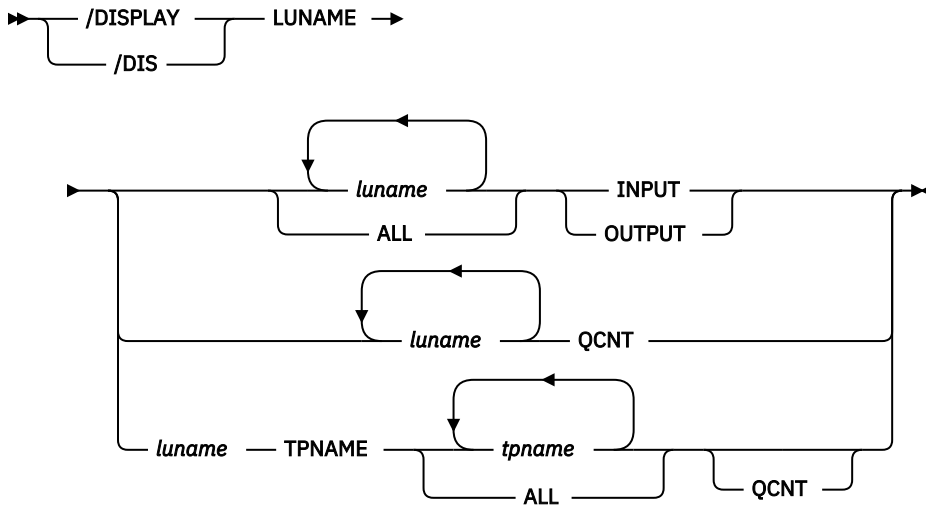 /DISPLAY LUNAME
/DIS
luname INPUT
ALL OUTPUT
luname QCNT
luname TPNAME tpname
ALL QCNT